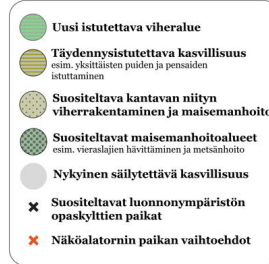 Uusi istutettava viheralue
Täydennysistutettava kasvillisuus
esim. yksittäisten puiden ja pensaiden
istuttaminen
Suositeltava kantavan niityn
viherrakentaminen ja maisemanhoito
Suositeltavat maisemanhoitoalueet
esim. vieraslajien hävittäminen ja metsänhoito
Nykyinen säilytettävä kasvillisuus
Suositeltavat luonnonympäristön
opaskylttien paikat
Näköalatornin paikan vaihtoehdot